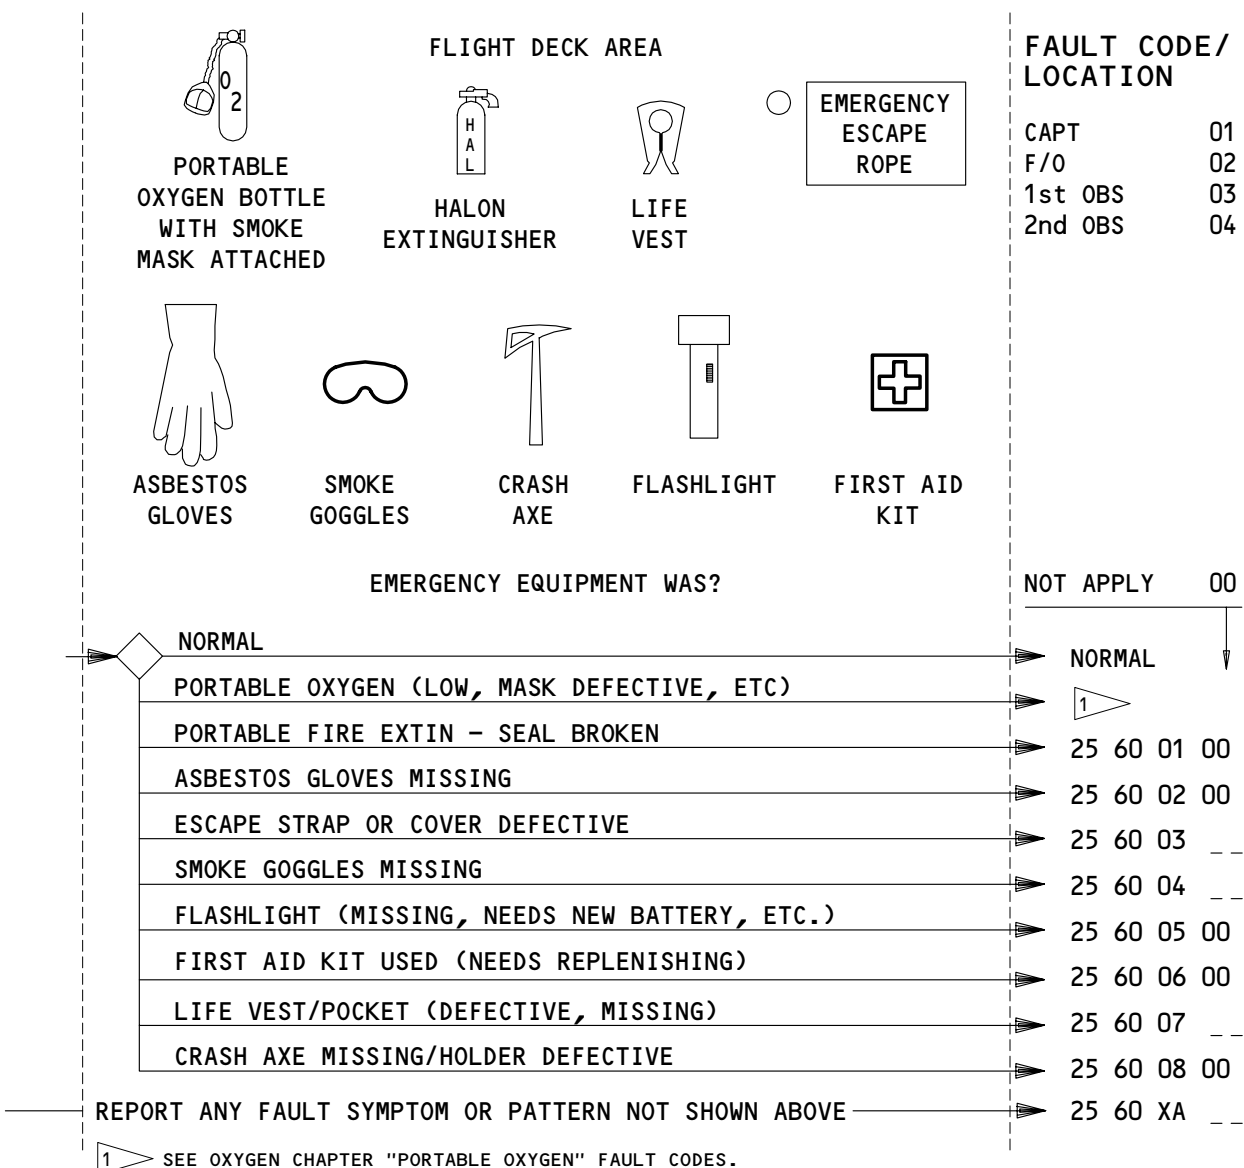 FLIGHT DECK AREA
O
2
PORTABLE
OXYGEN BOTTLE
WITH SMOKE
MASK ATTACHED
H
A
L
HALON
EXTINGUISHER
LIFE
VEST
EMERGENCY
ESCAPE
ROPE
FAULT CODE/
LOCATION
CAPT 01
F/O 02
1st OBS 03
2nd OBS 04
ASBESTOS
GLOVES
SMOKE
GOGGLES
CRASH
AXE
FLASHLIGHT
FIRST AID
KIT
EMERGENCY EQUIPMENT WAS?
NOT APPLY 00
NORMAL NORMAL
PORTABLE OXYGEN (LOW, MASK DEFECTIVE, ETC) 1
PORTABLE FIRE EXTIN – SEAL BROKEN 25 60 01 00
ASBESTOS GLOVES MISSING 25 60 02 00
ESCAPE STRAP OR COVER DEFECTIVE 25 60 03 _ _
SMOKE GOGGLES MISSING 25 60 04 _ _
FLASHLIGHT (MISSING, NEEDS NEW BATTERY, ETC.) 25 60 05 00
FIRST AID KIT USED (NEEDS REPLENISHING) 25 60 06 00
LIFE VEST/POCKET (DEFECTIVE, MISSING) 25 60 07 _ _
CRASH AXE MISSING/HOLDER DEFECTIVE 25 60 08 00
REPORT ANY FAULT SYMPTOM OR PATTERN NOT SHOWN ABOVE 25 60 XA _ _
1 SEE OXYGEN CHAPTER "PORTABLE OXYGEN" FAULT CODES.